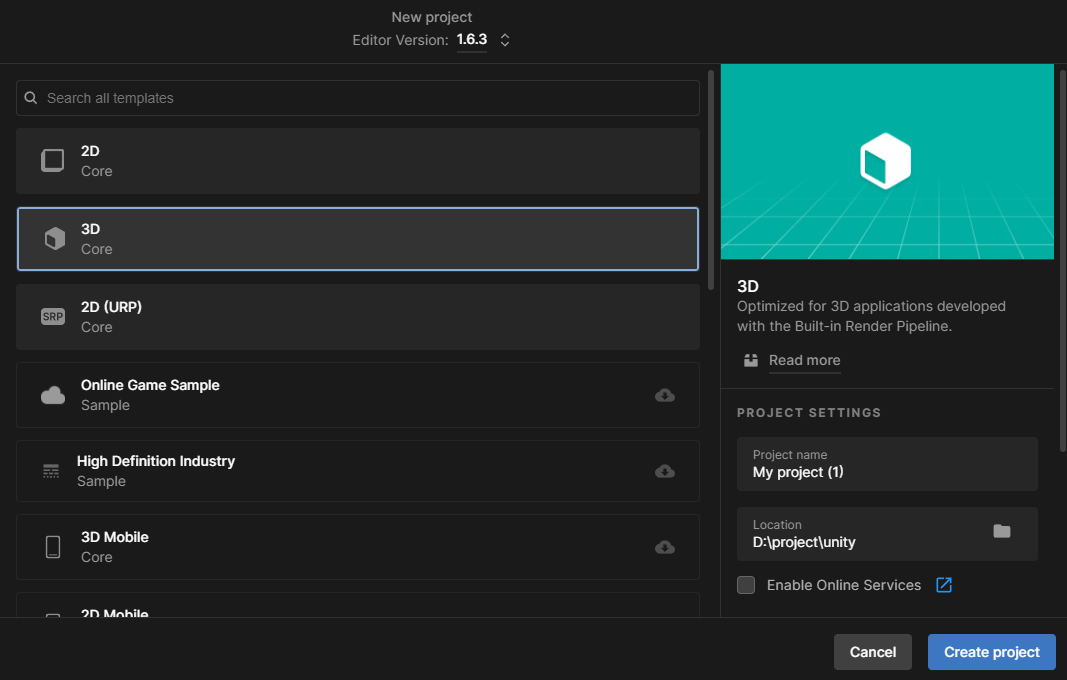 New project
Editor Version: 1.6.3
Search all templates
2D
Core
3D
Core
SRP
2D (URP)
Core
Online Game Sample
Sample
High Definition Industry
Sample
3D Mobile
Core
2D Mobile
3D
Optimized for 3D applications developed
with the Built-in Render Pipeline.
Read more
PROJECT SETTINGS
Project name
My project (1)
Location
D:\project\unity
Enable Online Services
Cancel
Create project